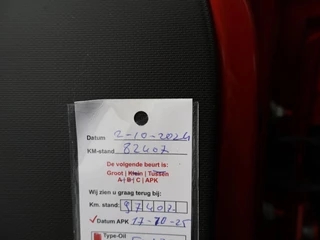 Datum 2-10-2024
KM-stand 82407
De volgende beurt is:
Groot | Klein | Tussen
A | B | C | APK
Wij zien u graag terug bij:
Km. stand: 97407
✓ Datum APK 17-10-25
Type-Oil